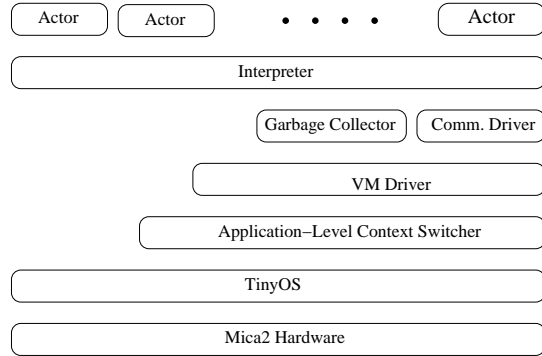 Actor Actor • • • • Actor
Interpreter
Garbage Collector Comm. Driver
VM Driver
Application−Level Context Switcher
TinyOS
Mica2 Hardware